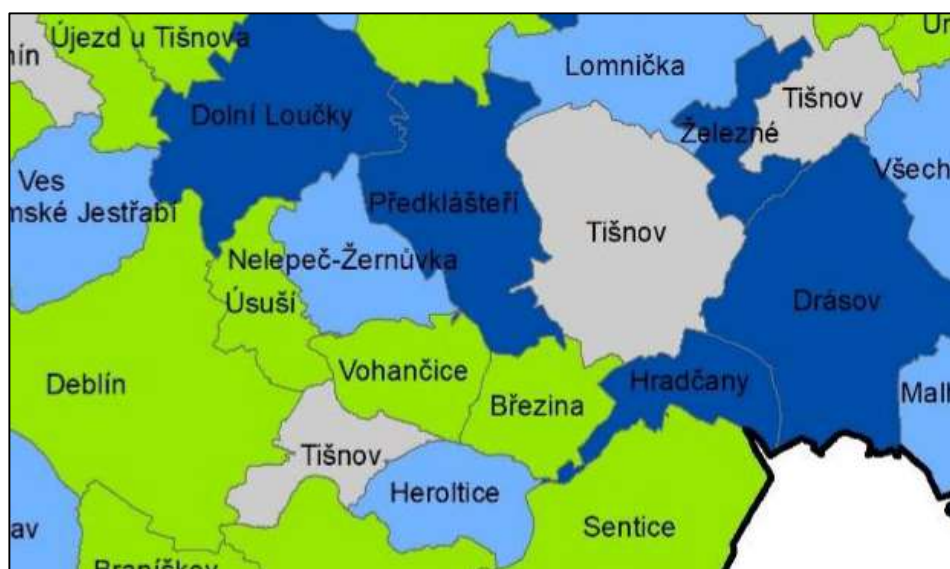 Újezd u Tišnova
Lomnička
Tišnov
Dolní Loučky
Železné
Ves
Předklášteří
Tišnov
Nelepeč-Žernůvka
Úsuší
Drásov
Vohančice
Hradčany
Deblín
Březina
Tišnov
Heroltice
Sentice